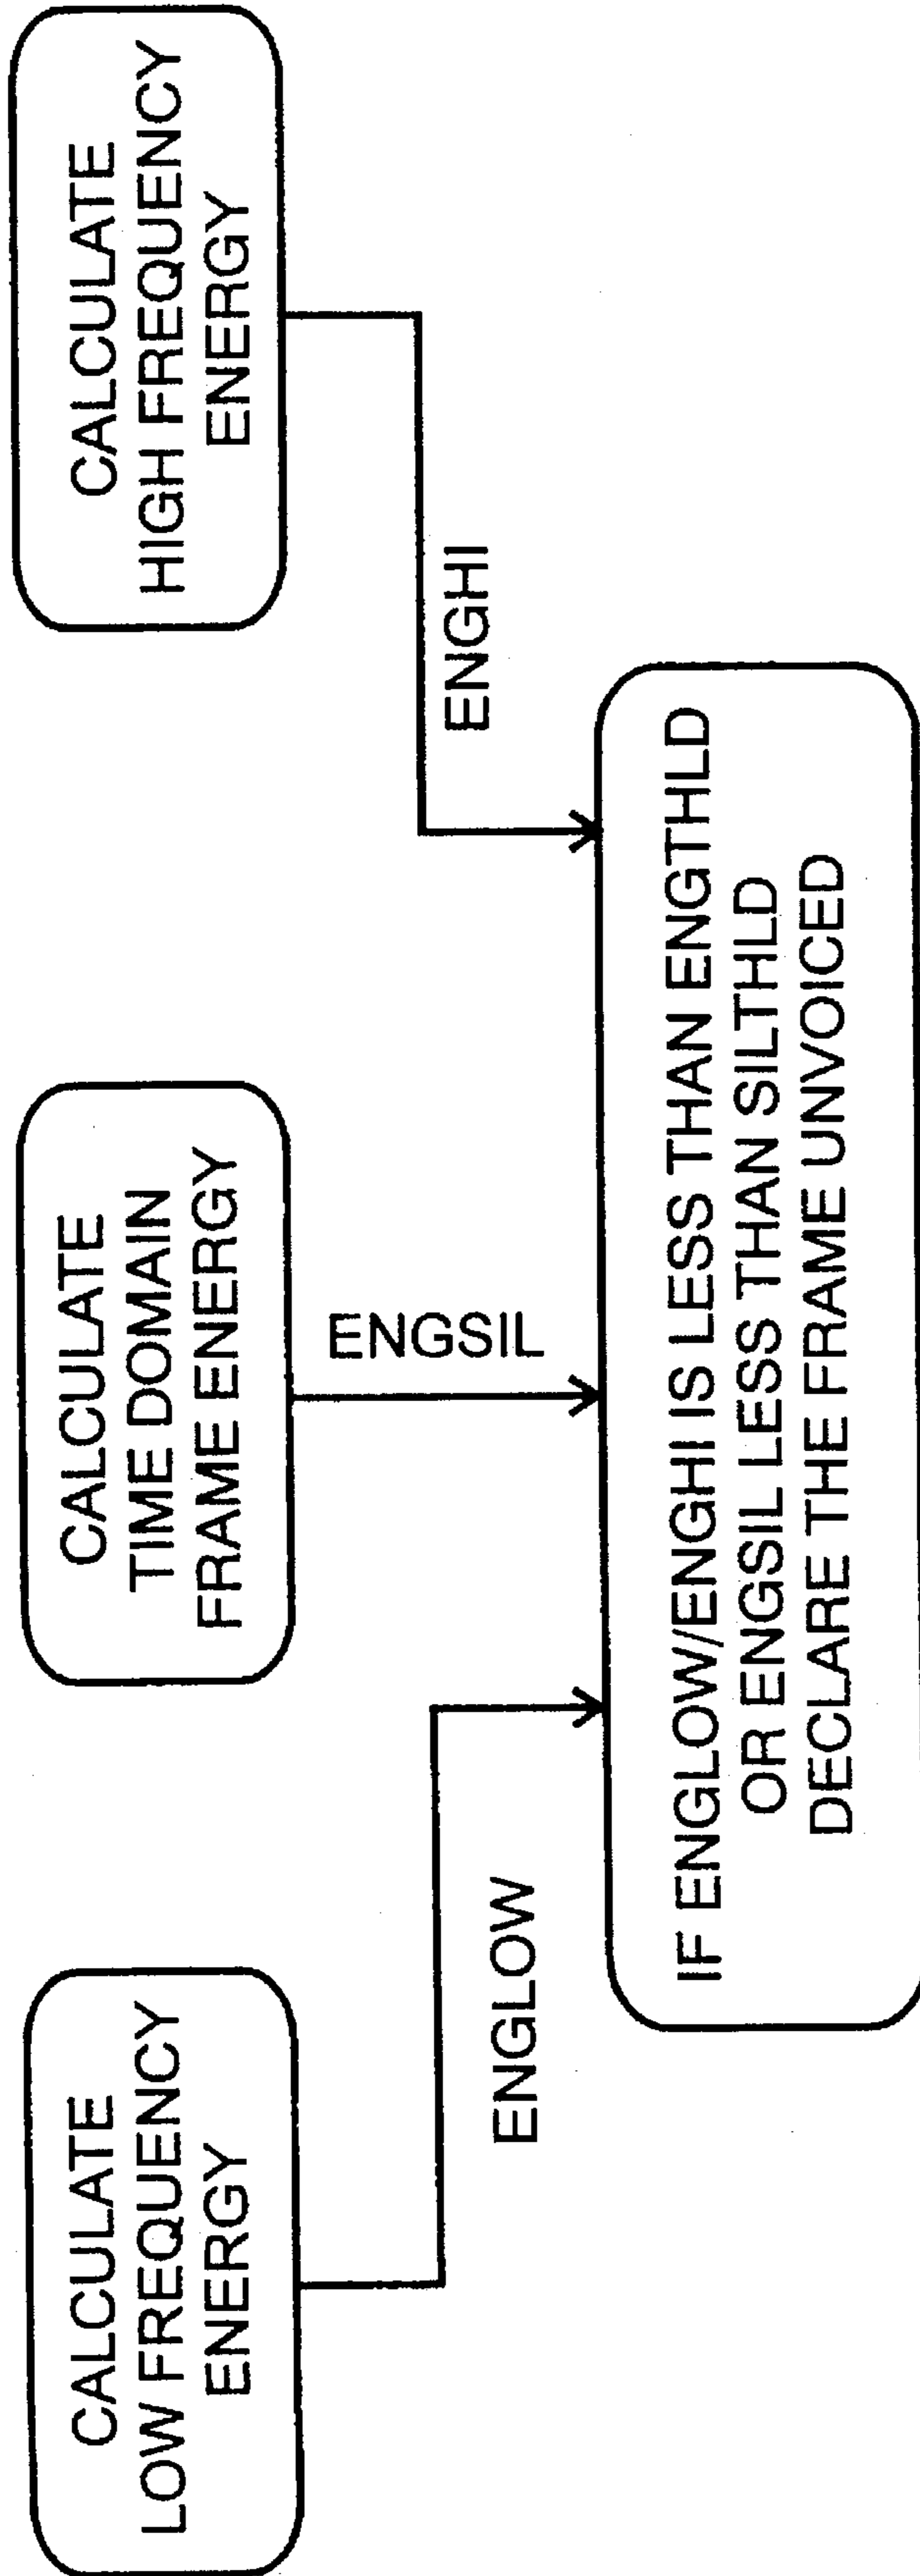 CALCULATE
LOW FREQUENCY
ENERGY
CALCULATE
TIME DOMAIN
FRAME ENERGY
CALCULATE
HIGH FREQUENCY
ENERGY
ENGLOW
ENGSIL
ENGHI
IF ENGLOW/ENGHI IS LESS THAN ENGTHLD
OR ENGSIL LESS THAN SILTHLD
DECLARE THE FRAME UNVOICED